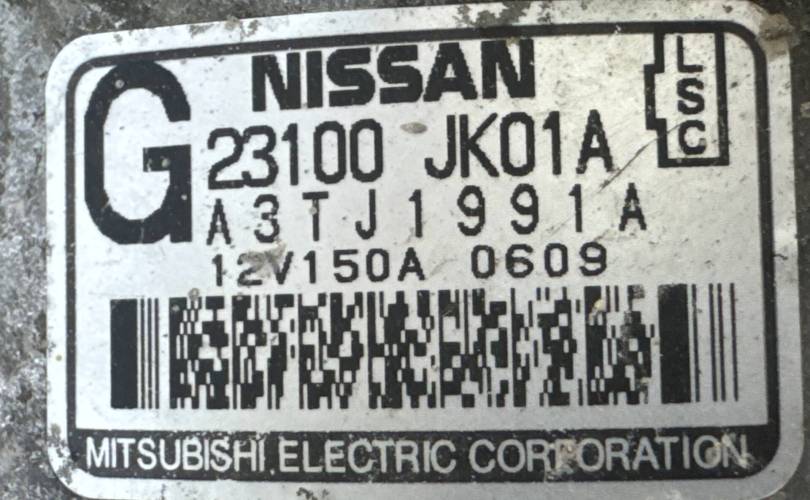 NISSAN
G
LSC
23100 JK01A
A3TJ1991A
12V150A 0609
MITSUBISHI ELECTRIC CORPORATION